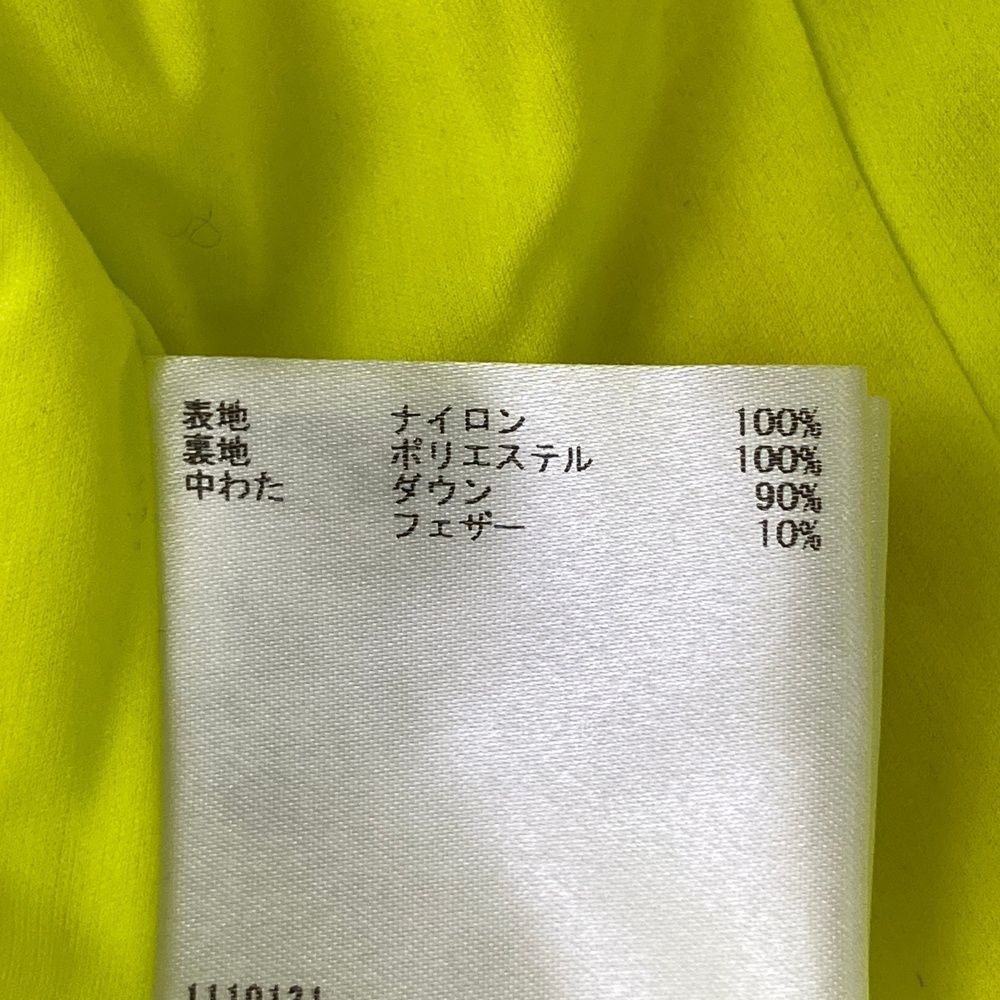 表地 ナイロン 100%
裏地 ポリエステル 100%
中わた ダウン 90%
フェザー 10%